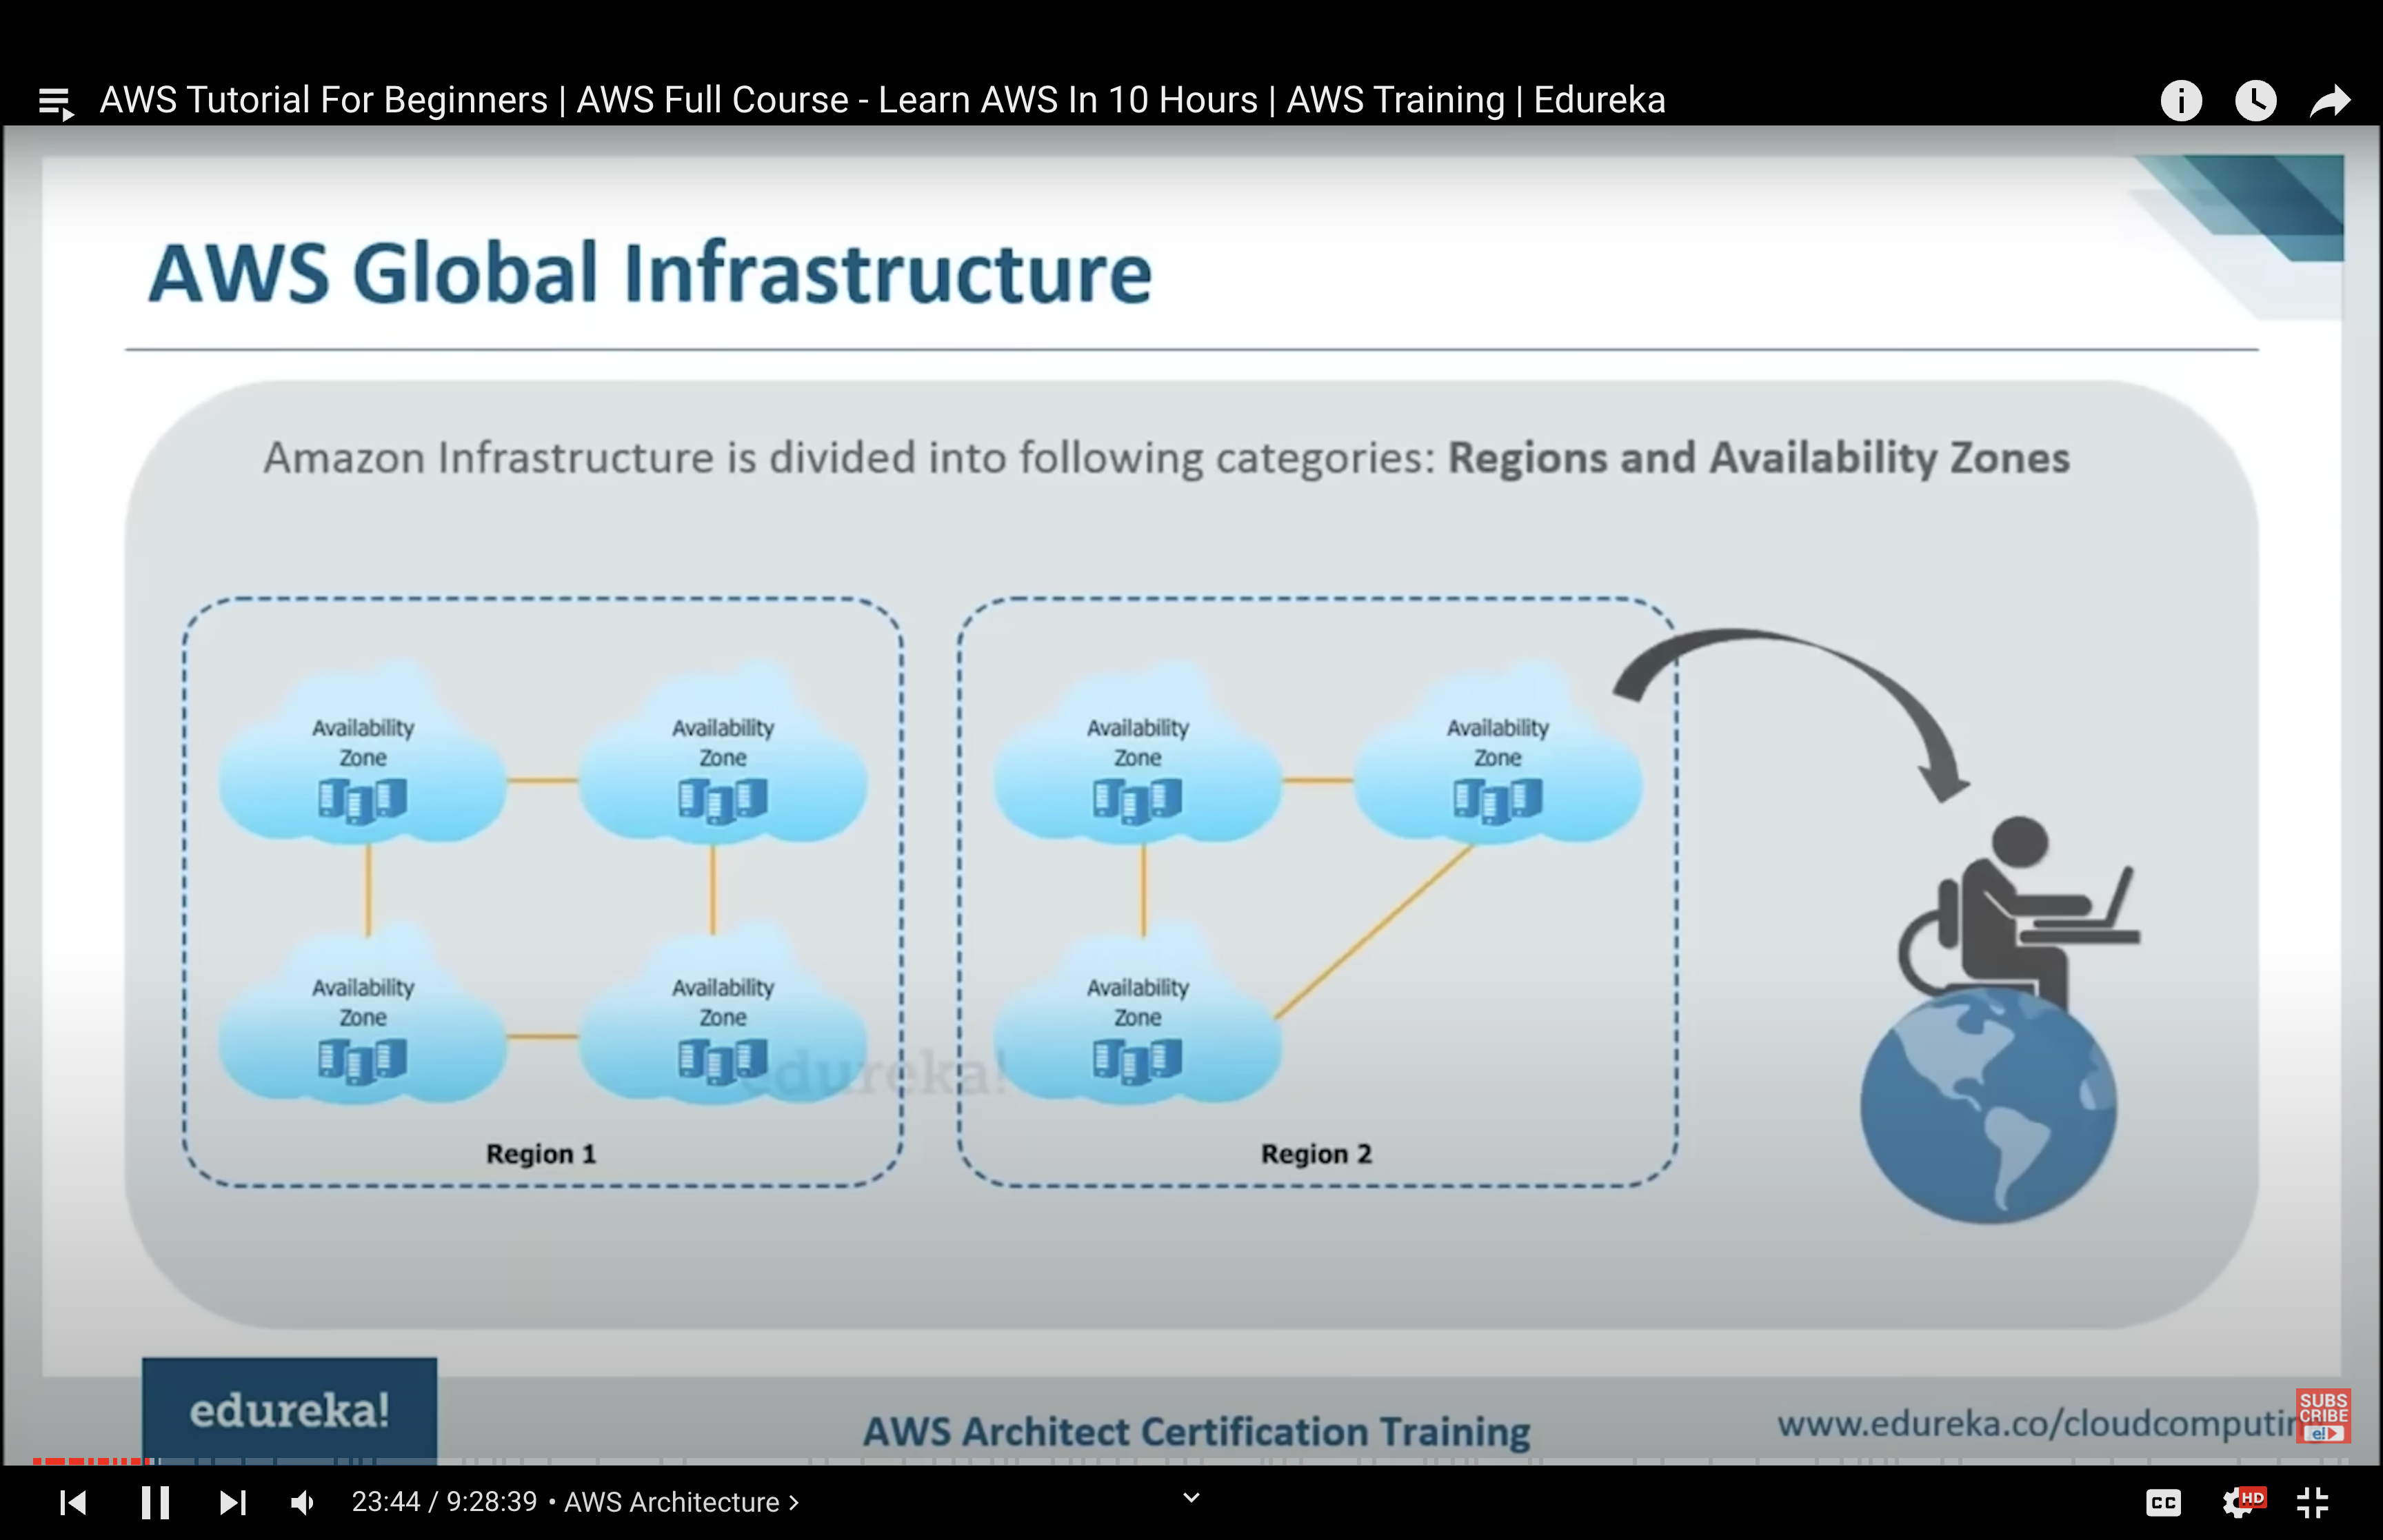 AWS Tutorial For Beginners | AWS Full Course - Learn AWS In 10 Hours | AWS Training | Edureka
AWS Global Infrastructure
Amazon Infrastructure is divided into following categories: Regions and Availability Zones
Availability
Zone
Availability
Zone
Availability
Zone
Availability
Zone
Region 1
Availability
Zone
Availability
Zone
Availability
Zone
Region 2
edureka!
edureka!
AWS Architect Certification Training
www.edureka.co/cloudcomputin
SUBS
CRIBE
e!
23:44 / 9:28:39 • AWS Architecture >
CC
HD